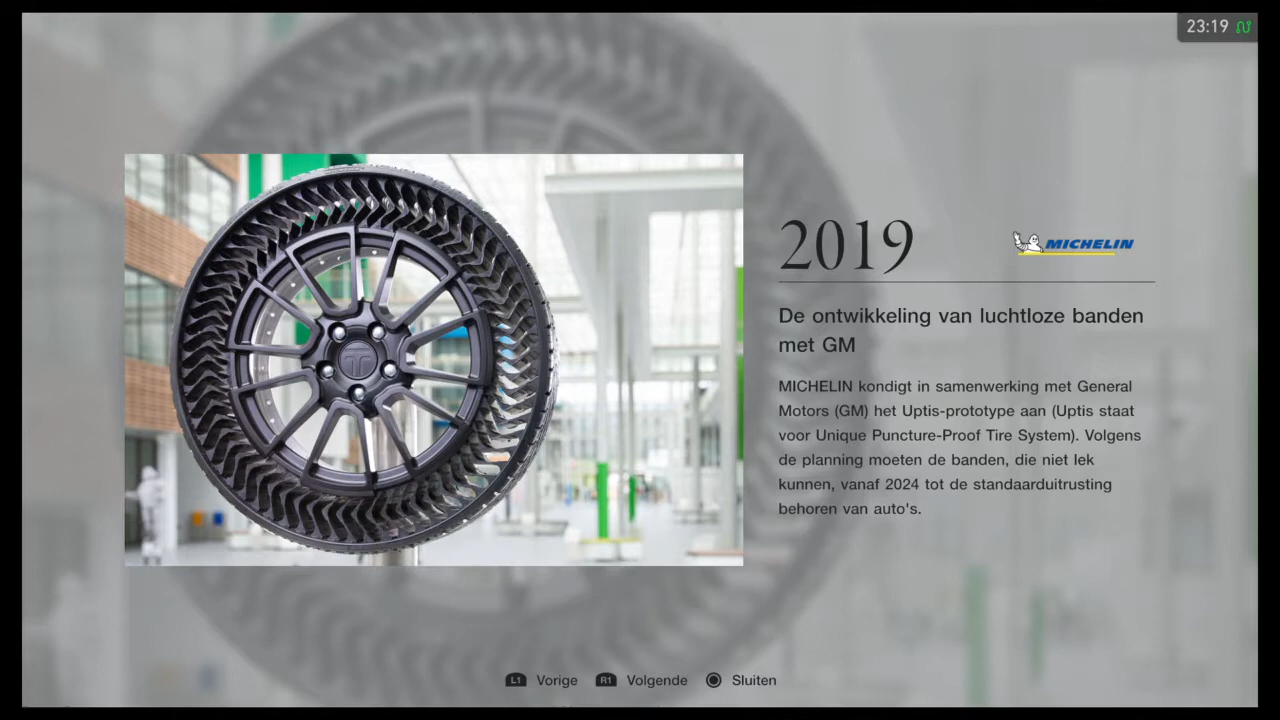 23:19
2019
MICHELIN
De ontwikkeling van luchtloze banden
met GM
MICHELIN kondigt in samenwerking met General
Motors (GM) het Uptis-prototype aan (Uptis staat
voor Unique Puncture-Proof Tire System). Volgens
de planning moeten de banden, die niet lek
kunnen, vanaf 2024 tot de standaarduitrusting
behoren van auto's.
L1 Vorige R1 Volgende Sluiten